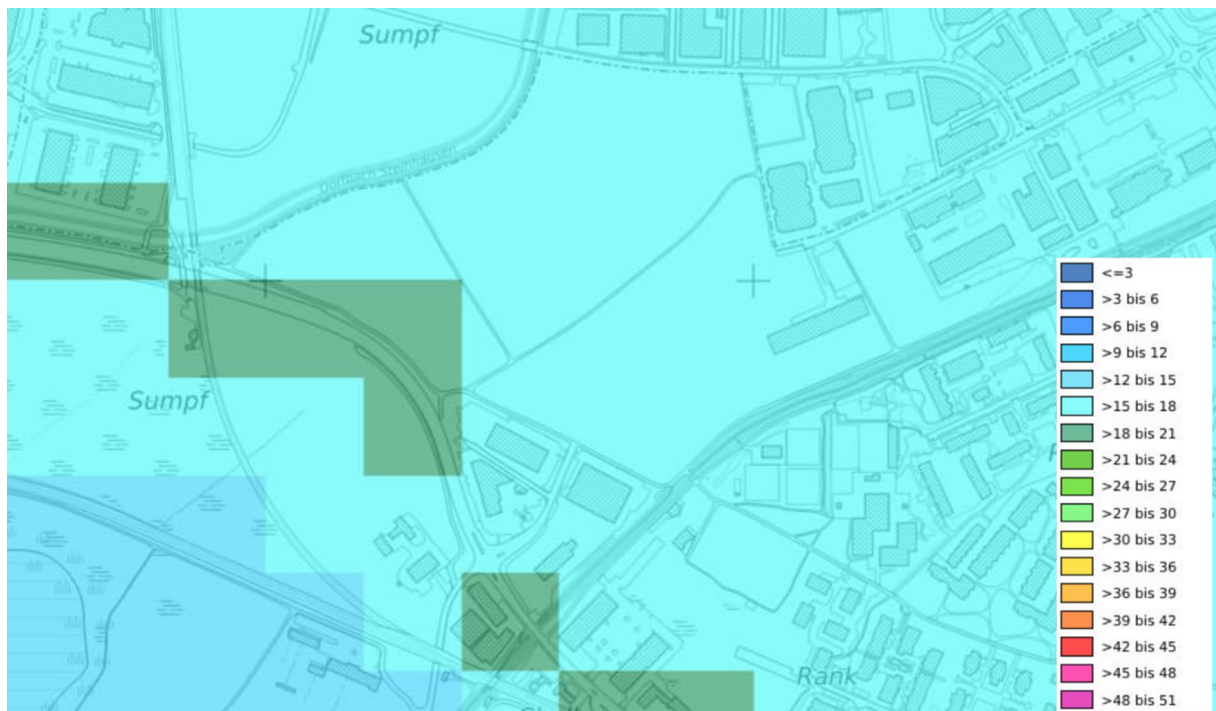 Sumpf
Dorfbach Steinhausen
Sumpf
Rank
<=3
>3 bis 6
>6 bis 9
>9 bis 12
>12 bis 15
>15 bis 18
>18 bis 21
>21 bis 24
>24 bis 27
>27 bis 30
>30 bis 33
>33 bis 36
>36 bis 39
>39 bis 42
>42 bis 45
>45 bis 48
>48 bis 51